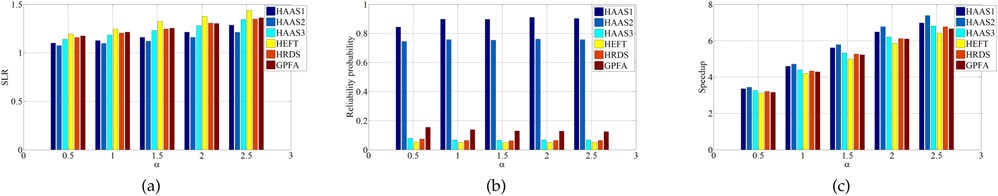 SLR
1.5
1
0.5
0
0.5
1
1.5
2
2.5
3
α
HAAS1
HAAS2
HAAS3
HEFT
HRDS
GPFA
(a)
Reliability probability
1
0.8
0.6
0.4
0.2
0
0.5
1
1.5
2
2.5
3
α
HAAS1
HAAS2
HAAS3
HEFT
HRDS
GPFA
(b)
Speedup
8
6
4
2
0
0.5
1
1.5
2
2.5
3
α
HAAS1
HAAS2
HAAS3
HEFT
HRDS
GPFA
(c)